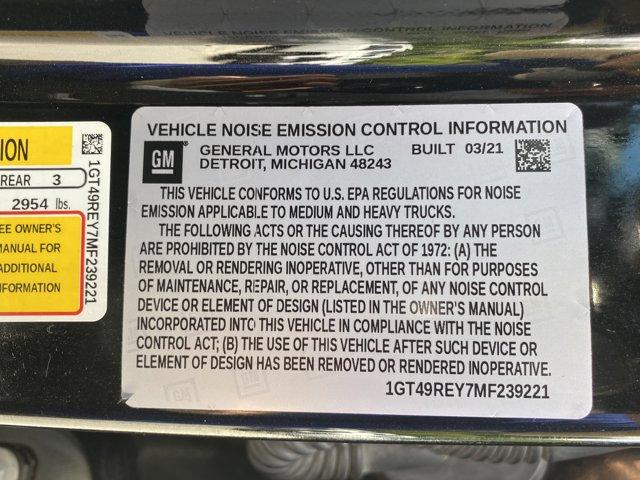 VEHICLE NOISE EMISSION CONTROL INFORMATION
GM
GENERAL MOTORS LLC BUILT 03/21
DETROIT, MICHIGAN 48243
THIS VEHICLE CONFORMS TO U.S. EPA REGULATIONS FOR NOISE
EMISSION APPLICABLE TO MEDIUM AND HEAVY TRUCKS.
THE FOLLOWING ACTS OR THE CAUSING THEREOF BY ANY PERSON
ARE PROHIBITED BY THE NOISE CONTROL ACT OF 1972: (A) THE
REMOVAL OR RENDERING INOPERATIVE, OTHER THAN FOR PURPOSES
OF MAINTENANCE, REPAIR, OR REPLACEMENT, OF ANY NOISE CONTROL
DEVICE OR ELEMENT OF DESIGN (LISTED IN THE OWNER'S MANUAL)
INCORPORATED INTO THIS VEHICLE IN COMPLIANCE WITH THE NOISE
CONTROL ACT; (B) THE USE OF THIS VEHICLE AFTER SUCH DEVICE OR
ELEMENT OF DESIGN HAS BEEN REMOVED OR RENDERED INOPERATIVE.
1GT49REY7MF239221
ION
REAR 3
2954 lbs.
EE OWNER'S
MANUAL FOR
ADDITIONAL
NFORMATION
1GT49REY7MF239221